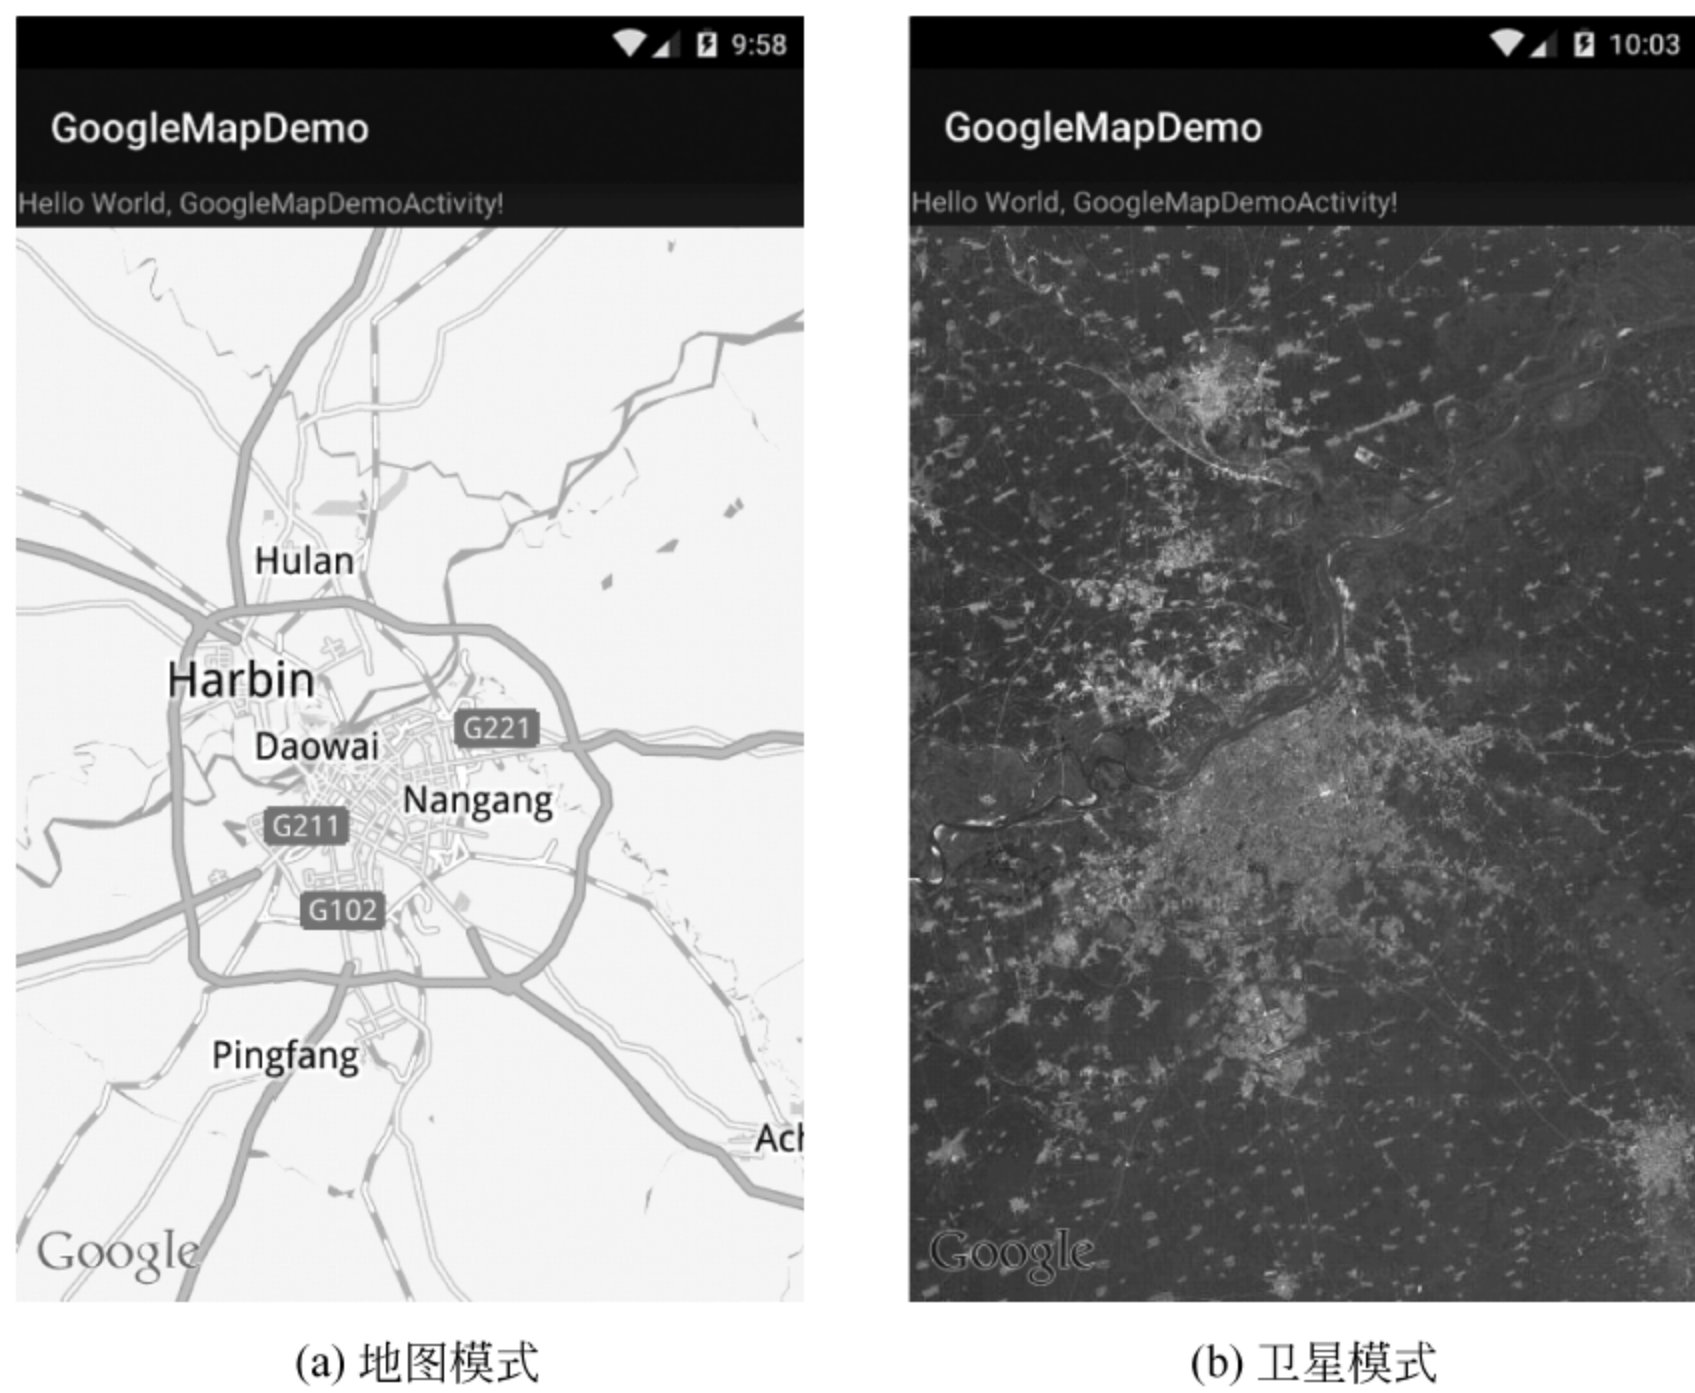 9:58
GoogleMapDemo
Hello World, GoogleMapDemoActivity!
Hulan
Harbin
G221
Daowai
Nangang
G211
G102
Pingfang
Ach
Google
(a) 地图模式
10:03
GoogleMapDemo
Hello World, GoogleMapDemoActivity!
Google
(b) 卫星模式